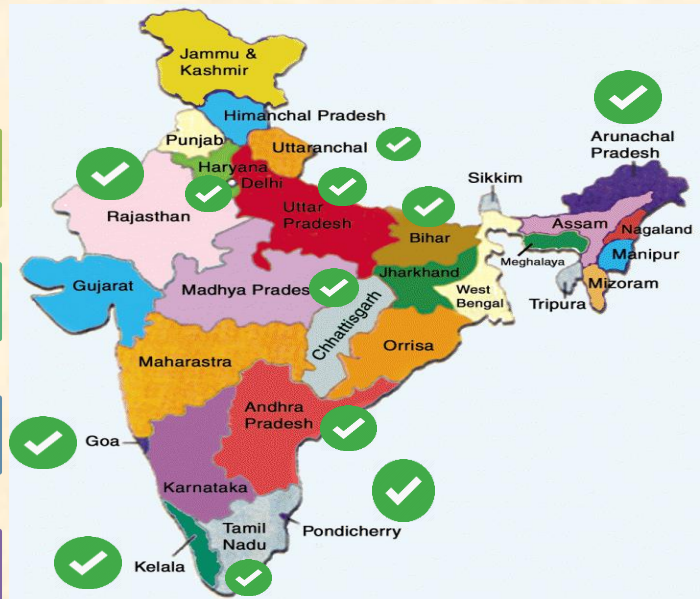 Jammu &
Kashmir
Himanchal Pradesh
Punjab
Uttaranchal
Haryana
Delhi
Arunachal
Pradesh
Sikkim
Rajasthan
Uttar
Pradesh
Bihar
Assam
Nagaland
Meghalaya
Manipur
Jharkhand
Gujarat
Madhya Prades
West
Bengal
Tripura
Mizoram
Chhattisgarh
Maharastra
Orrisa
Andhra
Pradesh
Goa
Karnataka
Tamil
Nadu
Pondicherry
Kelala